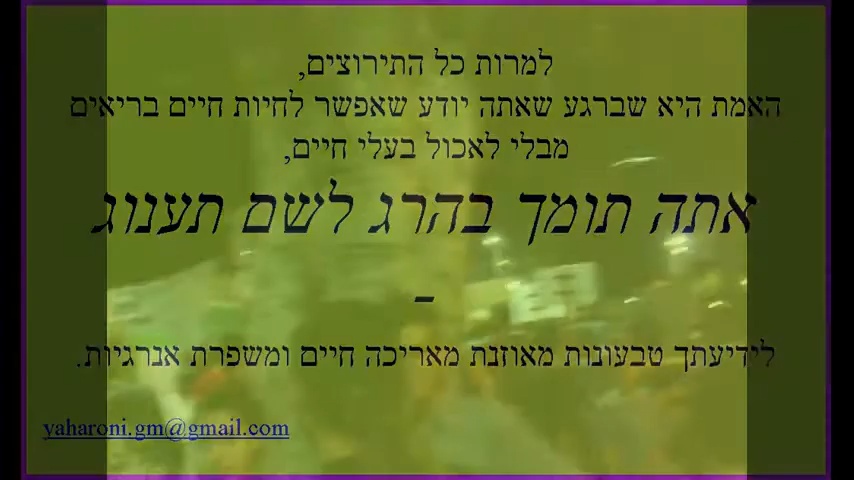 למרות כל התירוצים,
האמת היא שברגע שאתה יודע שאפשר לחיות חיים בריאים
מבלי לאכול בעלי חיים,
אתה תומך בהרג לשם תענוג
-
לידיעתך טבעונות מאוזנת מאריכה חיים ומשפרת אנרגיות.
yaharoni.gm@gmail.com